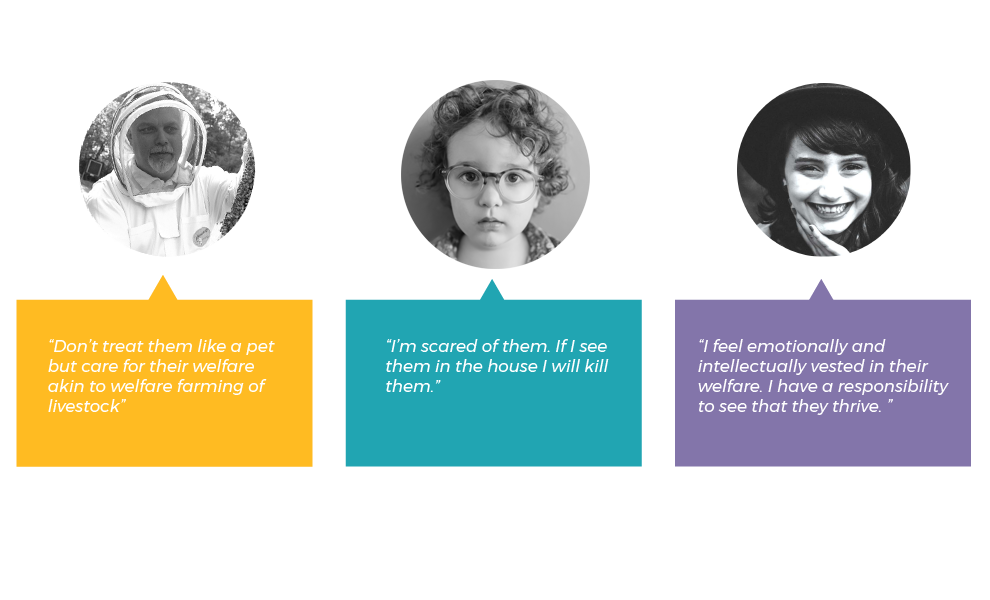 “Don’t treat them like a pet
but care for their welfare
akin to welfare farming of
livestock”
“I’m scared of them. If I see
them in the house I will kill
them.”
“I feel emotionally and
intellectually vested in their
welfare. I have a responsibility
to see that they thrive. ”